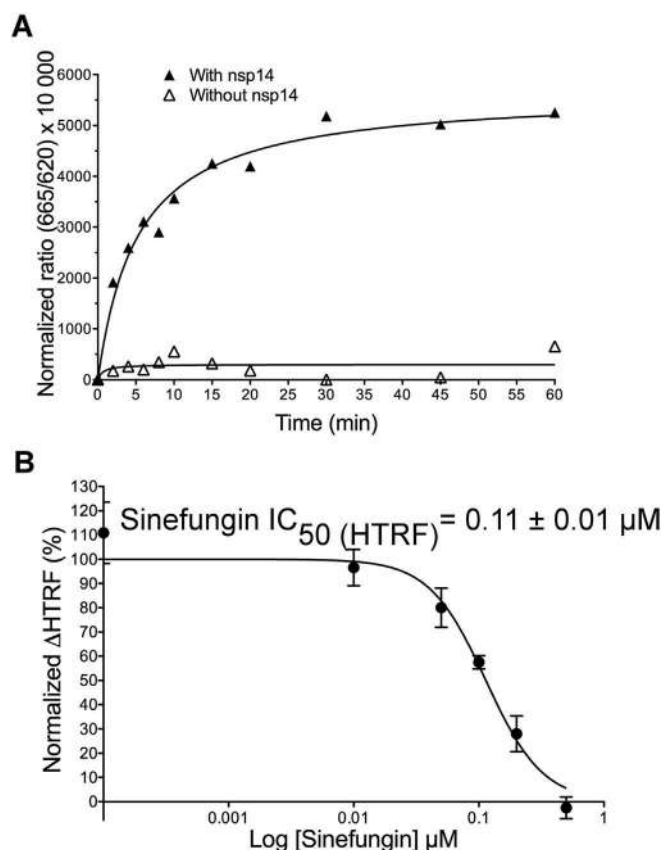 A
Normalized ratio (665/620) x 10 000
6000
5000
4000
3000
2000
1000
0
With nsp14
Without nsp14
0 5 10 15 20 25 30 35 40 45 50 55 60
Time (min)
B
Normalized ΔHTRF (%)
130
120
110
100
90
80
70
60
50
40
30
20
10
0
Sinefungin IC50 (HTRF)= 0.11 ± 0.01 µM
0.001 0.01 0.1 1
Log [Sinefungin] µM